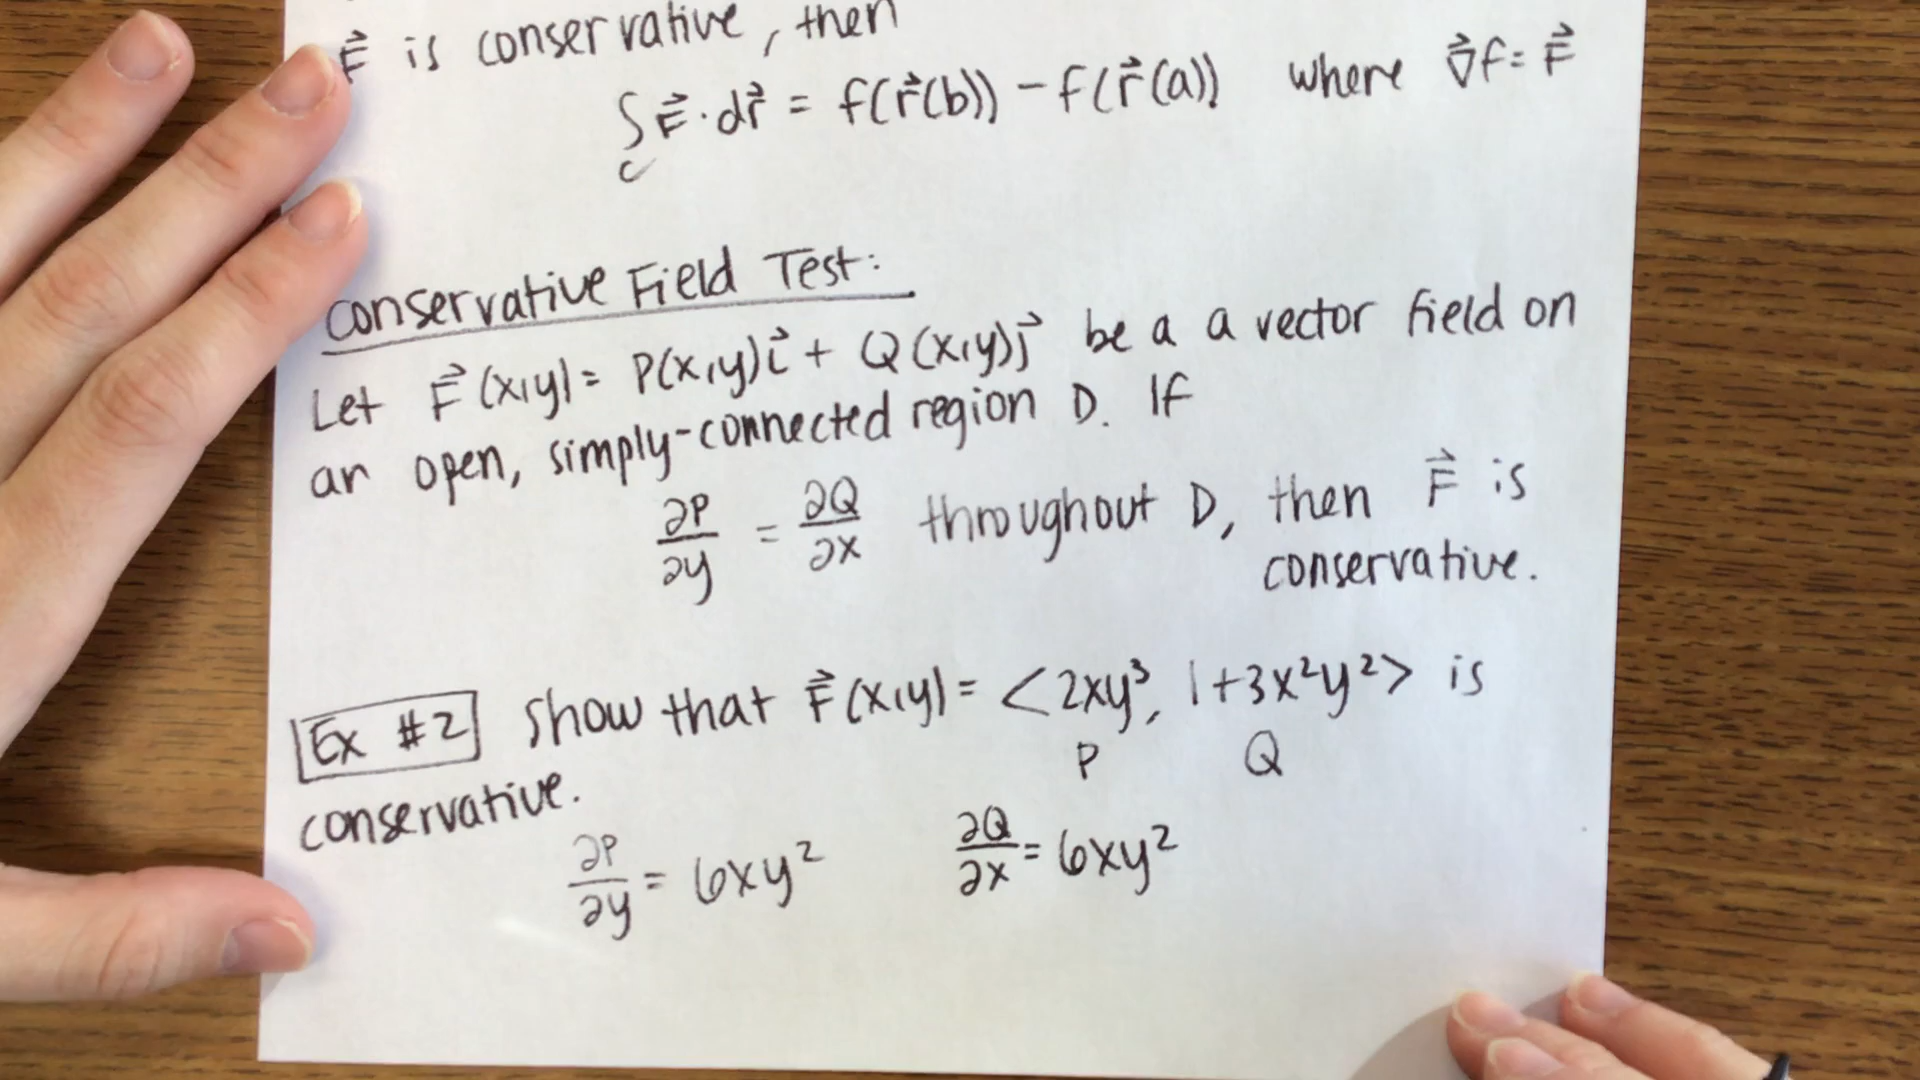 F⃗ is conservative, then
∫_C F⃗·dr⃗ = f(r⃗(b)) - f(r⃗(a)) where ∇⃗f = F⃗
Conservative Field Test:
Let F⃗(x,y) = P(x,y)i⃗ + Q(x,y)j⃗ be a a vector field on
an open, simply-connected region D. If
∂P/∂y = ∂Q/∂x throughout D, then F⃗ is
conservative.
Ex #2 Show that F⃗(x,y) = <2xy³, 1+3x²y²> is
P Q
conservative.
∂P/∂y = 6xy² ∂Q/∂x = 6xy²